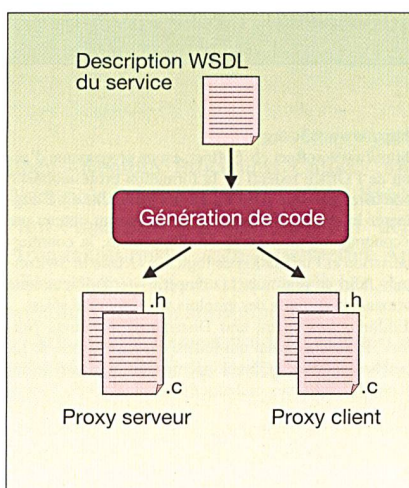 Description WSDL
du service
Génération de code
.h
.c
.h
.c
Proxy serveur
Proxy client